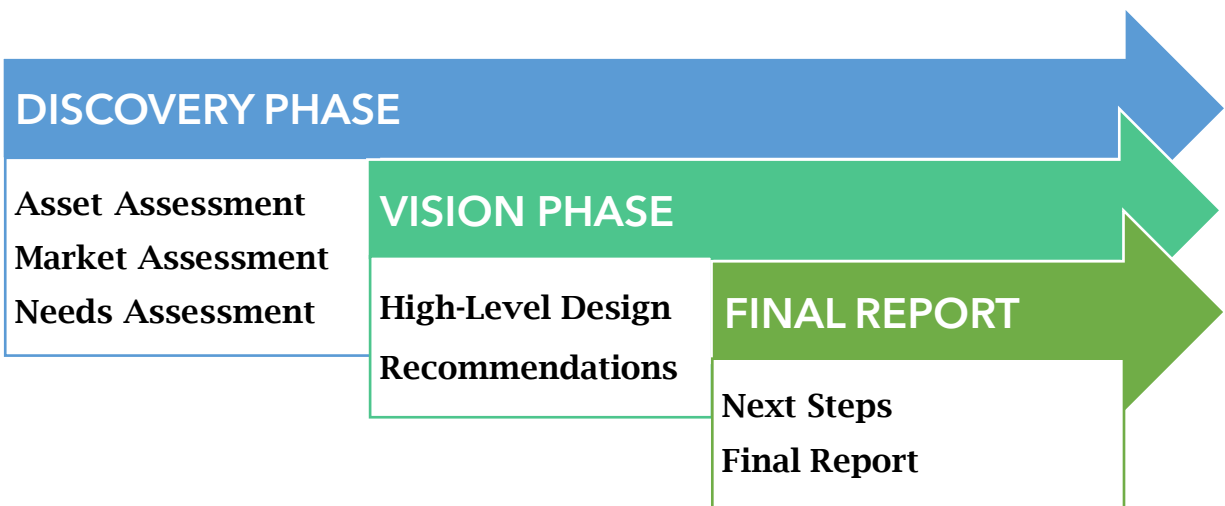 DISCOVERY PHASE
Asset Assessment
Market Assessment
Needs Assessment
VISION PHASE
High-Level Design
Recommendations
FINAL REPORT
Next Steps
Final Report